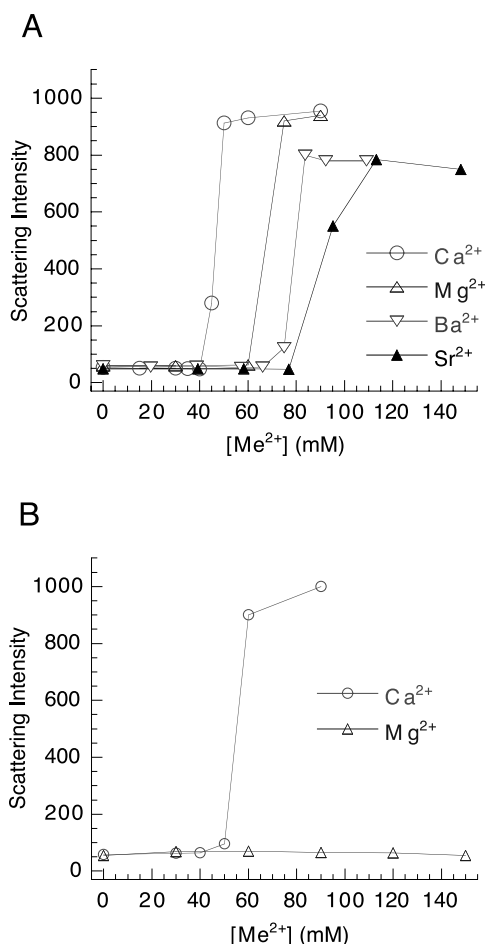 A
Scattering Intensity
1000
800
600
400
200
0
Ca²⁺
Mg²⁺
Ba²⁺
Sr²⁺
0 20 40 60 80 100 120 140
[Me²⁺] (mM)
B
Scattering Intensity
1000
800
600
400
200
0
Ca²⁺
Mg²⁺
0 20 40 60 80 100 120 140
[Me²⁺] (mM)